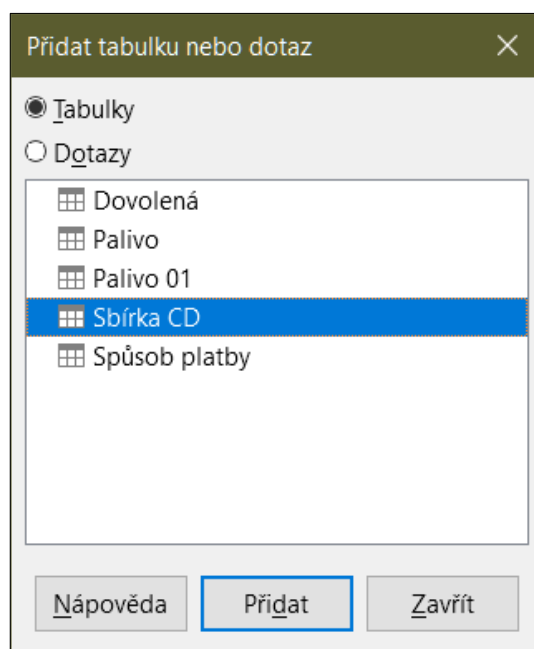 Přidat tabulku nebo dotaz
Tabulky
Dotazy
Dovolená
Palivo
Palivo 01
Sbírka CD
Spůsob platby
Nápověda Přidat Zavřít